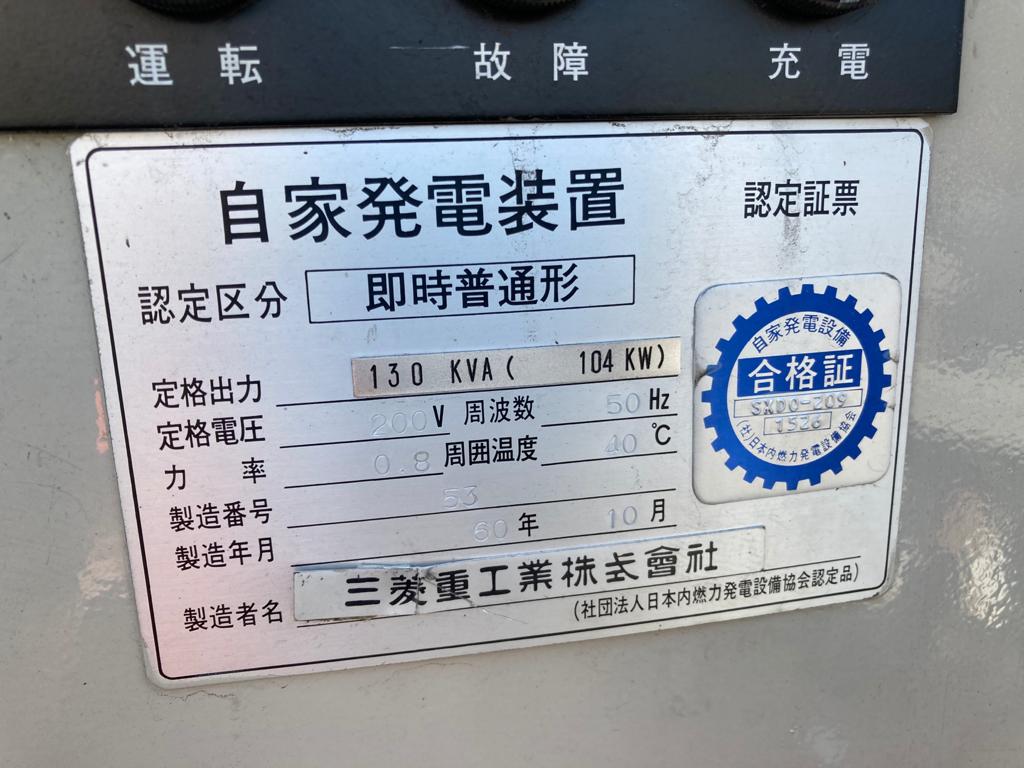 運転 故障 充電
自家発電装置 認定証票
認定区分 即時普通形
定格出力 130 KVA ( 104 KW)
定格電圧 200 V 周波数 50 Hz
力率 0.8 周囲温度 40 ℃
製造番号 53
製造年月 60 年 10 月
製造者名 三菱重工業株式會社
(社団法人日本内燃力発電設備協会認定品)
自家発電設備
合格証
SXDO-209
1526
(社)日本内燃力発電設備協会